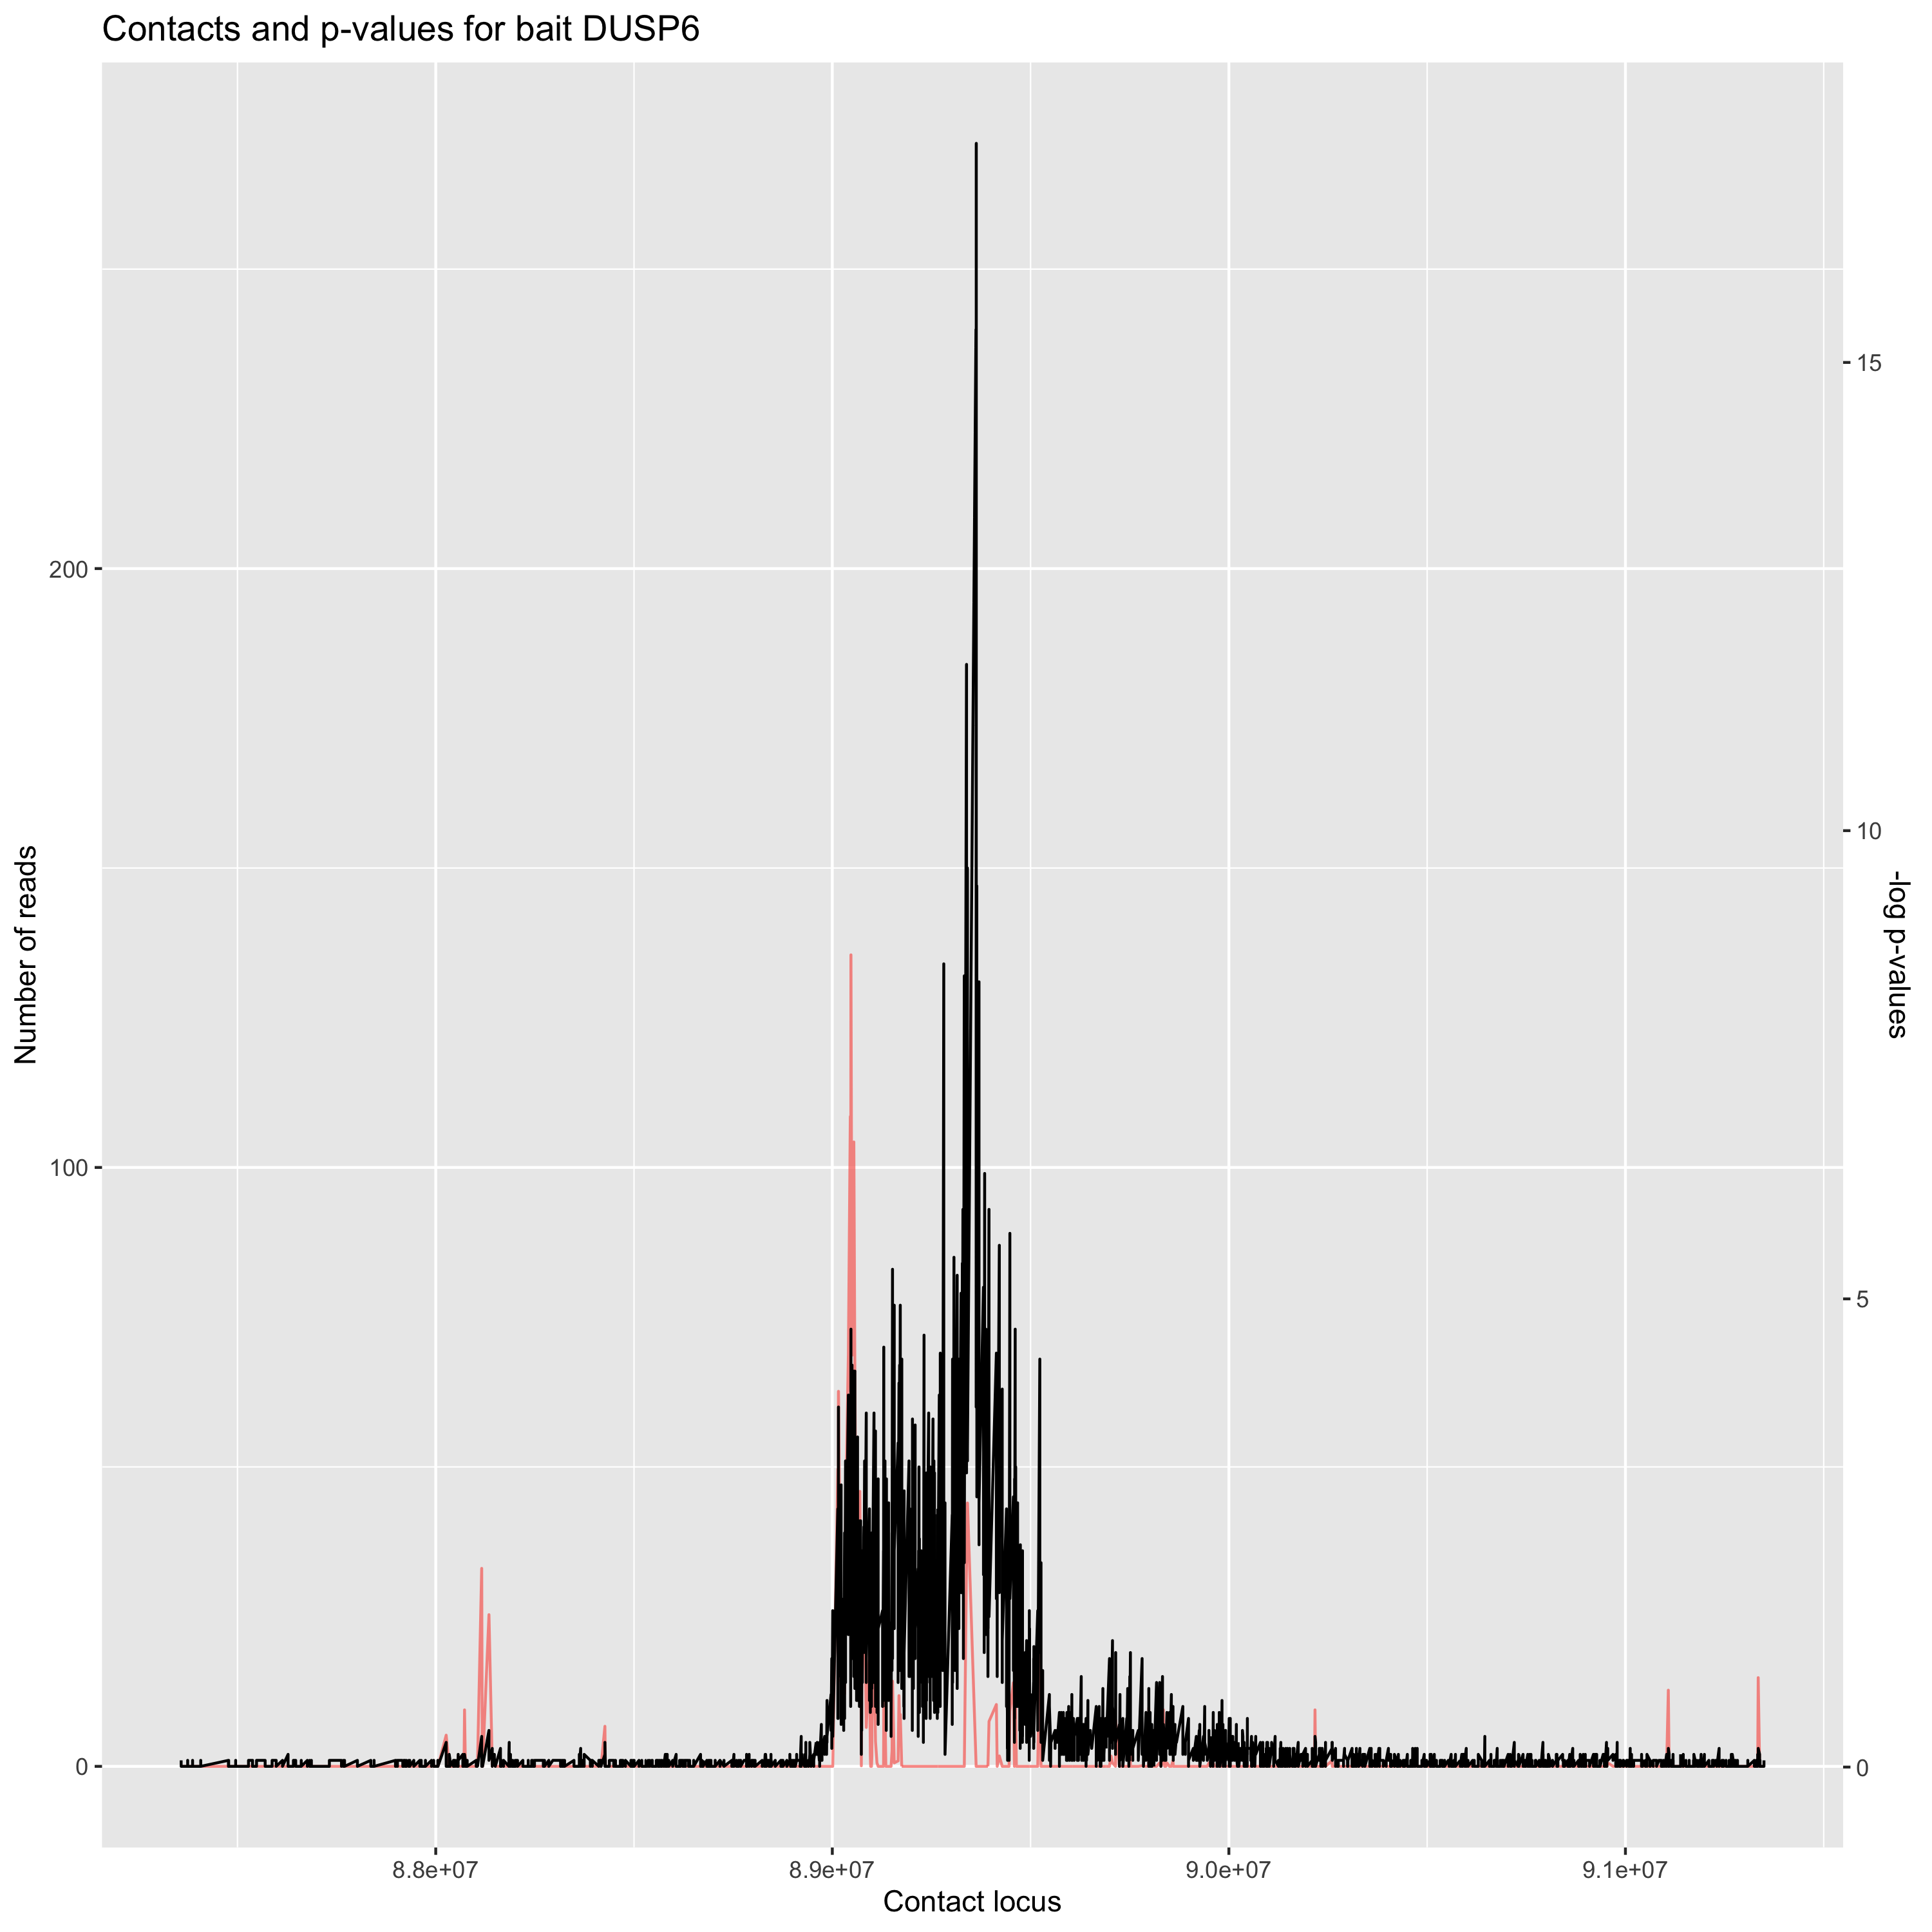 Contacts and p-values for bait DUSP6
Number of reads
200
100
0
15
10
5
0
-log p-values
8.8e+07
8.9e+07
9.0e+07
9.1e+07
Contact locus